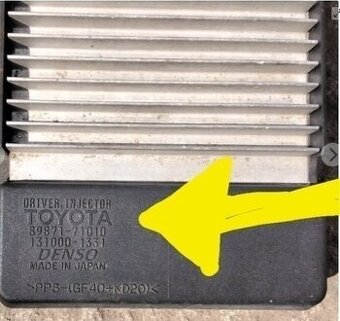 DRIVER, INJECTOR
TOYOTA
89871-71010
131000-1331
DENSO
MADE IN JAPAN
>PPS-(GF40+KD20)<